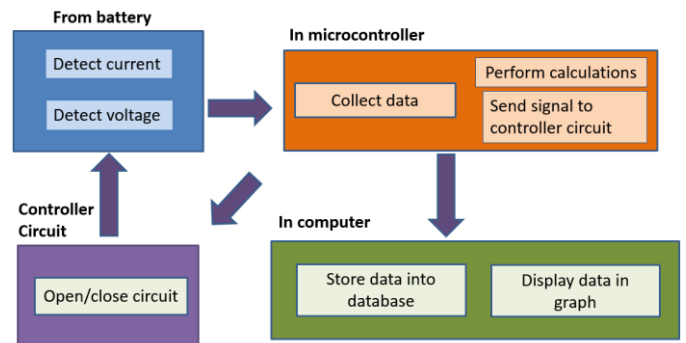 From battery
Detect current
Detect voltage
In microcontroller
Collect data
Perform calculations
Send signal to
controller circuit
Controller
Circuit
Open/close circuit
In computer
Store data into
database
Display data in
graph